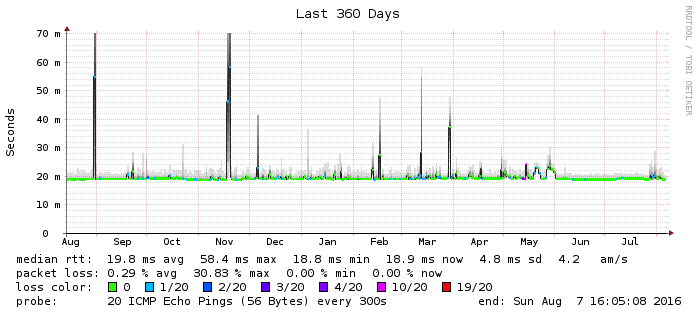 Last 360 Days
RRDTOOL / TOBI OETIKER
Seconds
70 m
60 m
50 m
40 m
30 m
20 m
10 m
0
Aug Sep Oct Nov Dec Jan Feb Mar Apr May Jun Jul
median rtt: 19.8 ms avg 58.4 ms max 18.8 ms min 18.9 ms now 4.8 ms sd 4.2 am/s
packet loss: 0.29 % avg 30.83 % max 0.00 % min 0.00 % now
loss color: 0 1/20 2/20 3/20 4/20 10/20 19/20
probe: 20 ICMP Echo Pings (56 Bytes) every 300s end: Sun Aug 7 16:05:08 2016